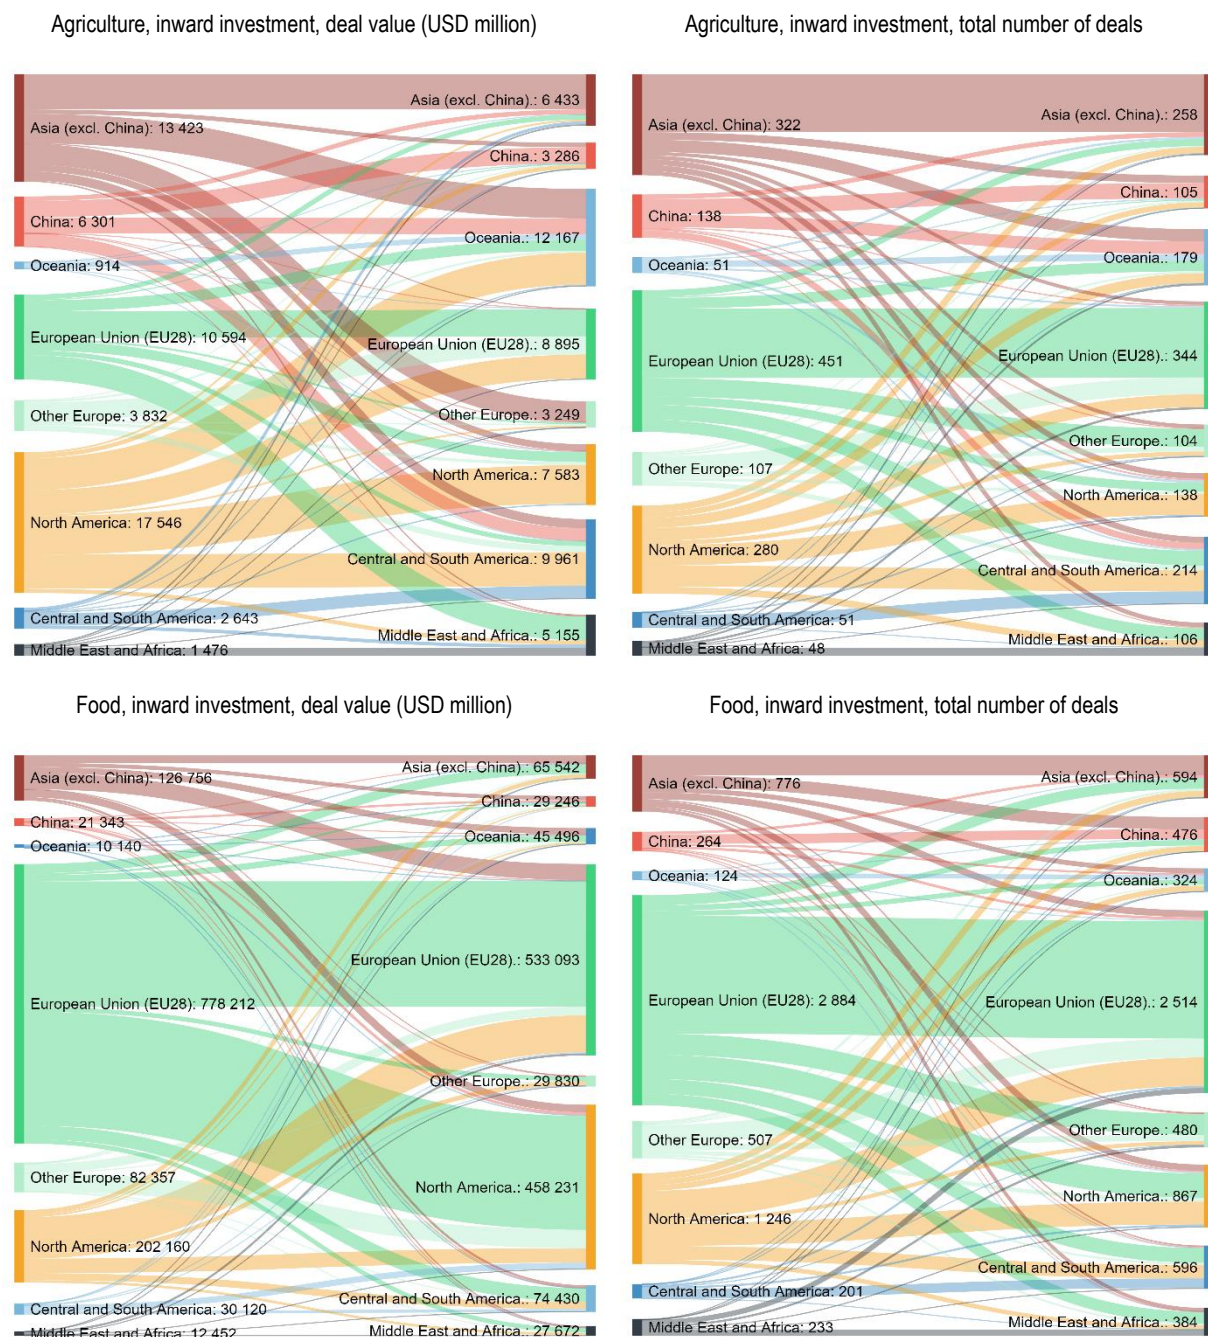 Agriculture, inward investment, deal value (USD million)
Asia (excl. China): 13 423
China: 6 301
Oceania: 914
European Union (EU28): 10 594
Other Europe: 3 832
North America: 17 546
Central and South America: 2 643
Middle East and Africa: 1 476
Asia (excl. China).: 6 433
China.: 3 286
Oceania.: 12 167
European Union (EU28).: 8 895
Other Europe.: 3 249
North America.: 7 583
Central and South America.: 9 961
Middle East and Africa.: 5 155
Agriculture, inward investment, total number of deals
Asia (excl. China): 322
China: 138
Oceania: 51
European Union (EU28): 451
Other Europe: 107
North America: 280
Central and South America: 51
Middle East and Africa: 48
Asia (excl. China).: 258
China.: 105
Oceania.: 179
European Union (EU28).: 344
Other Europe.: 104
North America.: 138
Central and South America.: 214
Middle East and Africa.: 106
Food, inward investment, deal value (USD million)
Asia (excl. China): 126 756
China: 21 343
Oceania: 10 140
European Union (EU28): 778 212
Other Europe: 82 357
North America: 202 160
Central and South America: 30 120
Middle East and Africa: 12 452
Asia (excl. China).: 65 542
China.: 29 246
Oceania.: 45 496
European Union (EU28).: 533 093
Other Europe.: 29 830
North America.: 458 231
Central and South America.: 74 430
Middle East and Africa.: 27 672
Food, inward investment, total number of deals
Asia (excl. China): 776
China: 264
Oceania: 124
European Union (EU28): 2 884
Other Europe: 507
North America: 1 246
Central and South America: 201
Middle East and Africa: 233
Asia (excl. China).: 594
China.: 476
Oceania.: 324
European Union (EU28).: 2 514
Other Europe.: 480
North America.: 867
Central and South America.: 596
Middle East and Africa.: 384